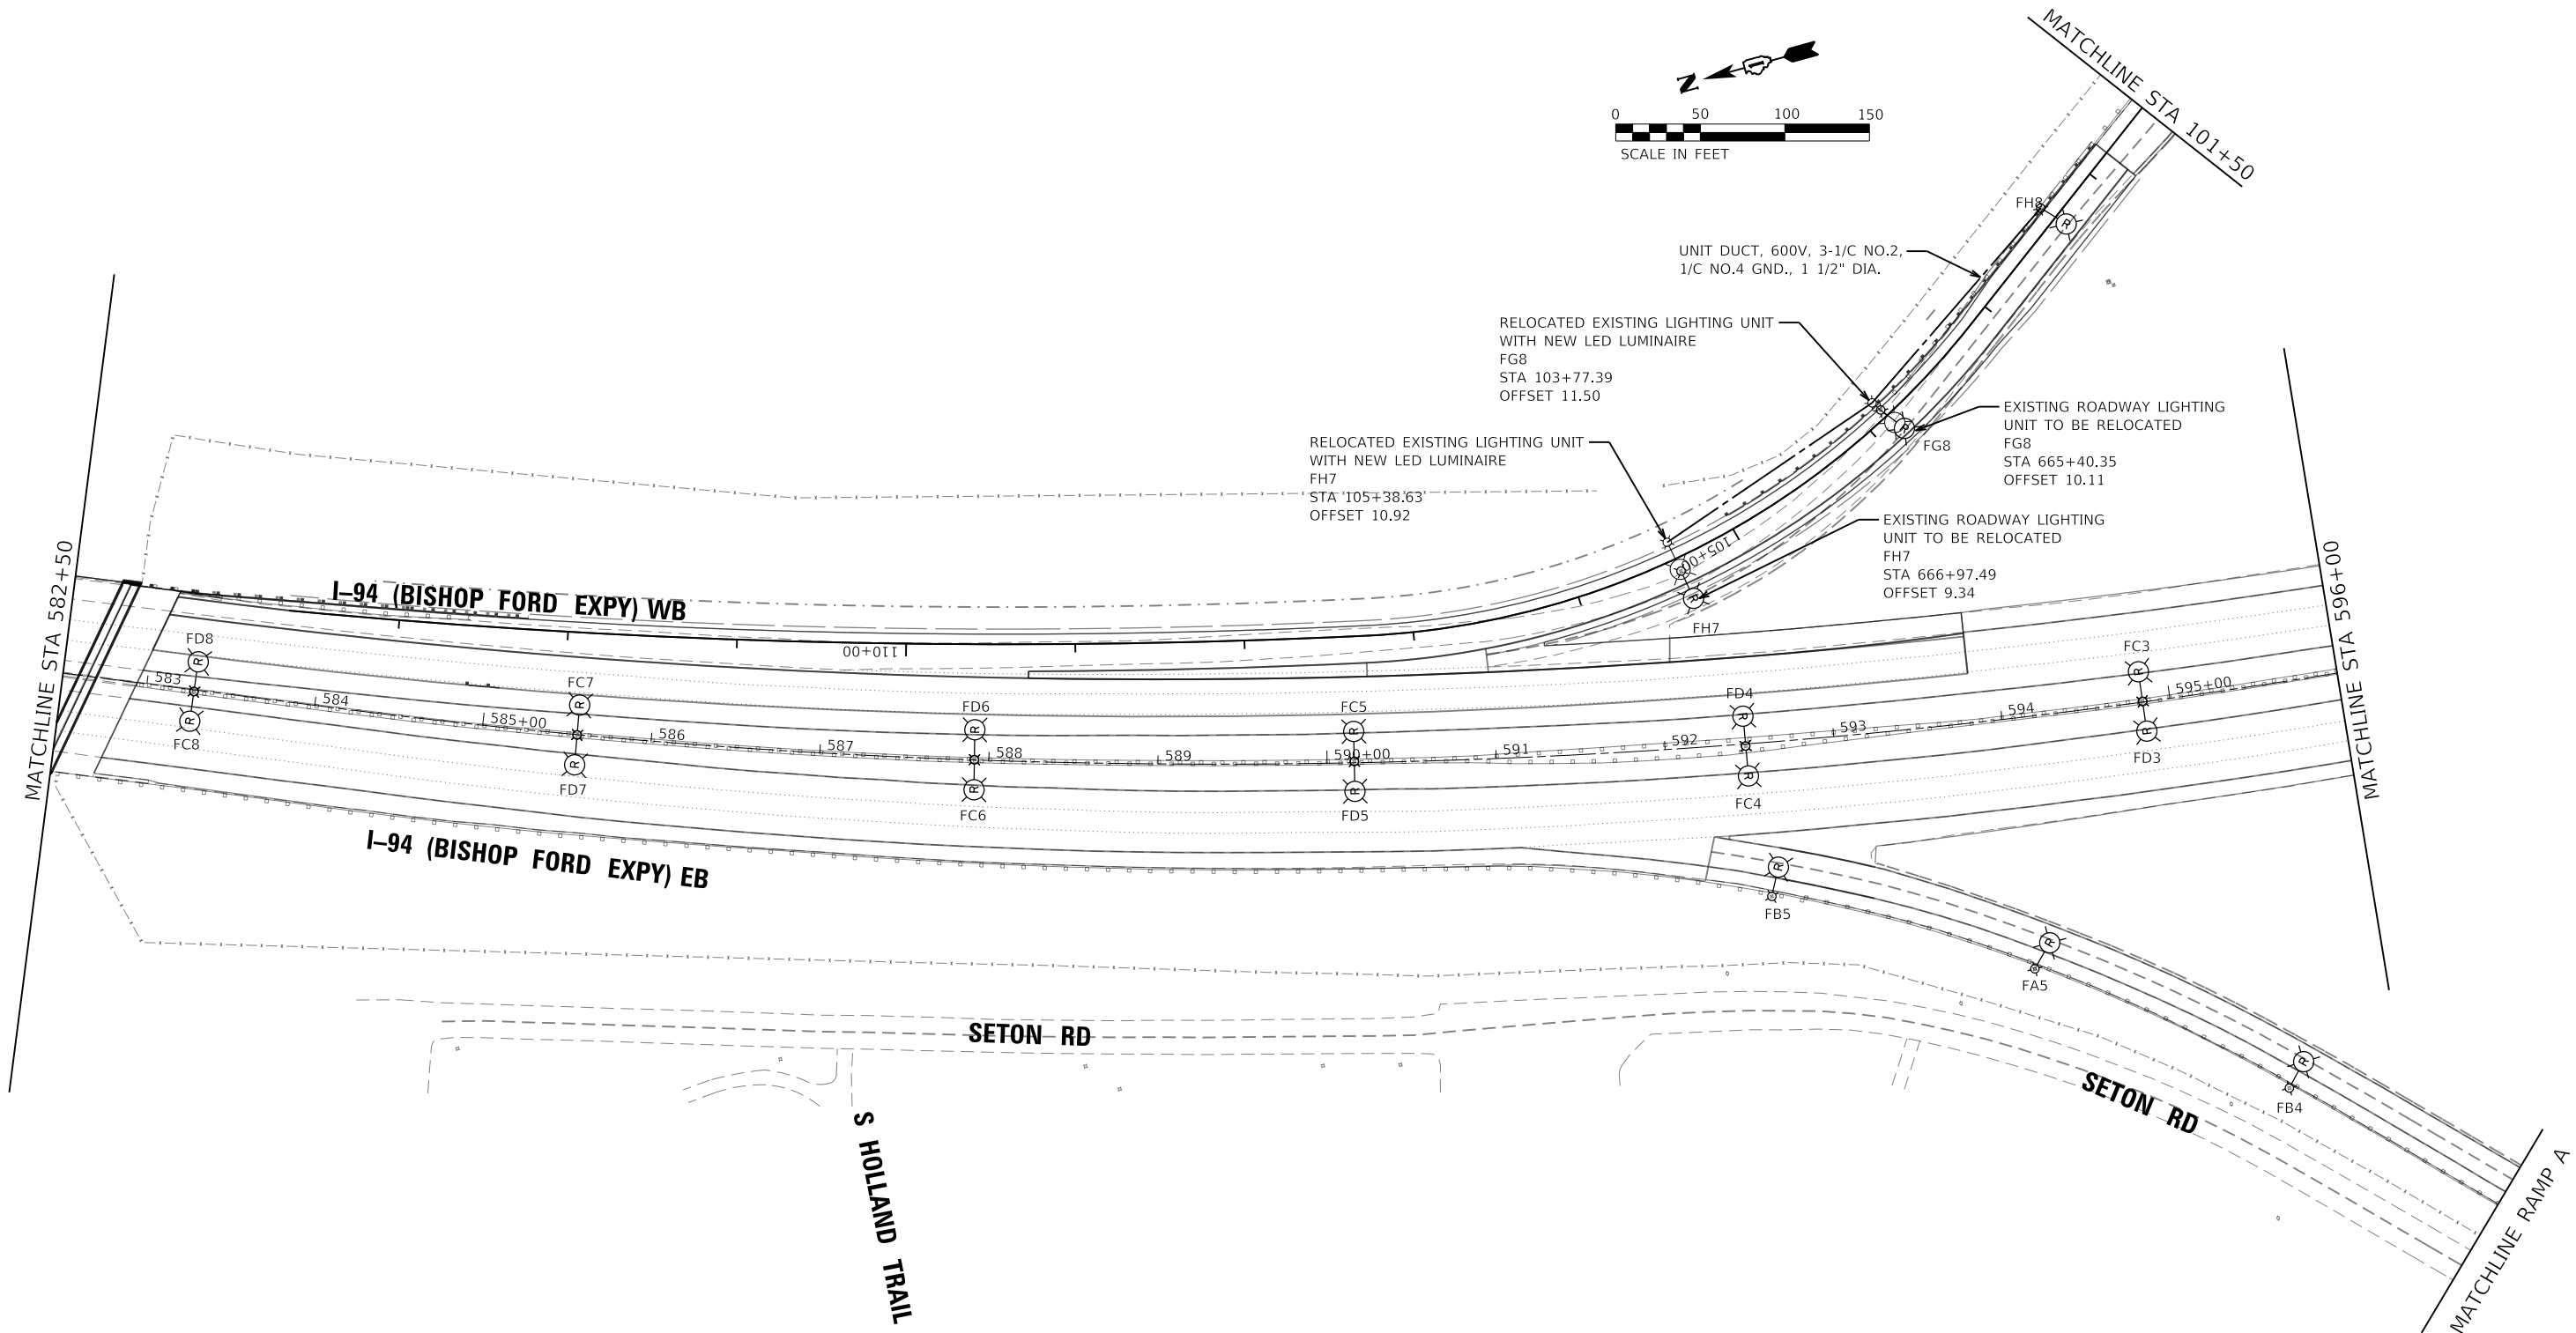 MATCHLINE STA 101+50
N
0 50 100 150
SCALE IN FEET
FH8
R
UNIT DUCT, 600V, 3-1/C NO.2,
1/C NO.4 GND., 1 1/2" DIA.
RELOCATED EXISTING LIGHTING UNIT
WITH NEW LED LUMINAIRE
FG8
STA 103+77.39
OFFSET 11.50
EXISTING ROADWAY LIGHTING
UNIT TO BE RELOCATED
FG8
STA 665+40.35
OFFSET 10.11
R
FG8
RELOCATED EXISTING LIGHTING UNIT
WITH NEW LED LUMINAIRE
FH7
STA 105+38.63
OFFSET 10.92
EXISTING ROADWAY LIGHTING
UNIT TO BE RELOCATED
FH7
STA 666+97.49
OFFSET 9.34
105+00
R
FH7
MATCHLINE STA 582+50
MATCHLINE STA 596+00
I-94 (BISHOP FORD EXPY) WB
110+00
FD8
R
FC7
R
FD6
R
FC5
R
FD4
R
FC3
R
583
584
585+00
586
587
588
589
590+00
591
592
593
594
595+00
R
FC8
R
FD7
R
FC6
R
FD5
R
FC4
R
FD3
I-94 (BISHOP FORD EXPY) EB
R
FB5
R
FA5
R
FB4
SETON RD
SETON RD
S HOLLAND TRAIL
MATCHLINE RAMP A